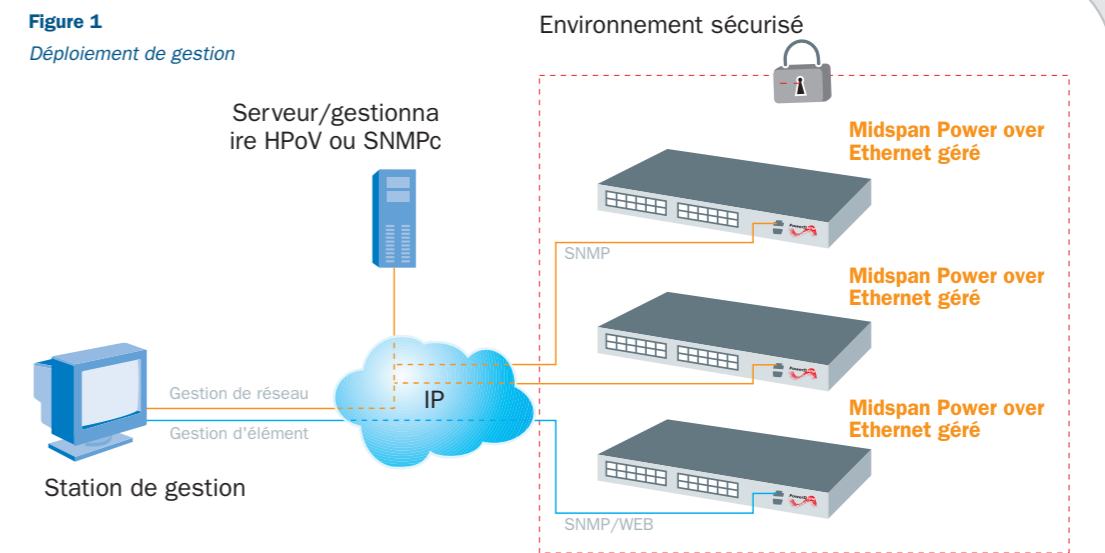 Figure 1
Déploiement de gestion
Environnement sécurisé
Serveur/gestionna
ire HPoV ou SNMPc
Midspan Power over
Ethernet géré
SNMP
Midspan Power over
Ethernet géré
Gestion de réseau
IP
Gestion d'élément
Midspan Power over
Ethernet géré
Station de gestion
SNMP/WEB